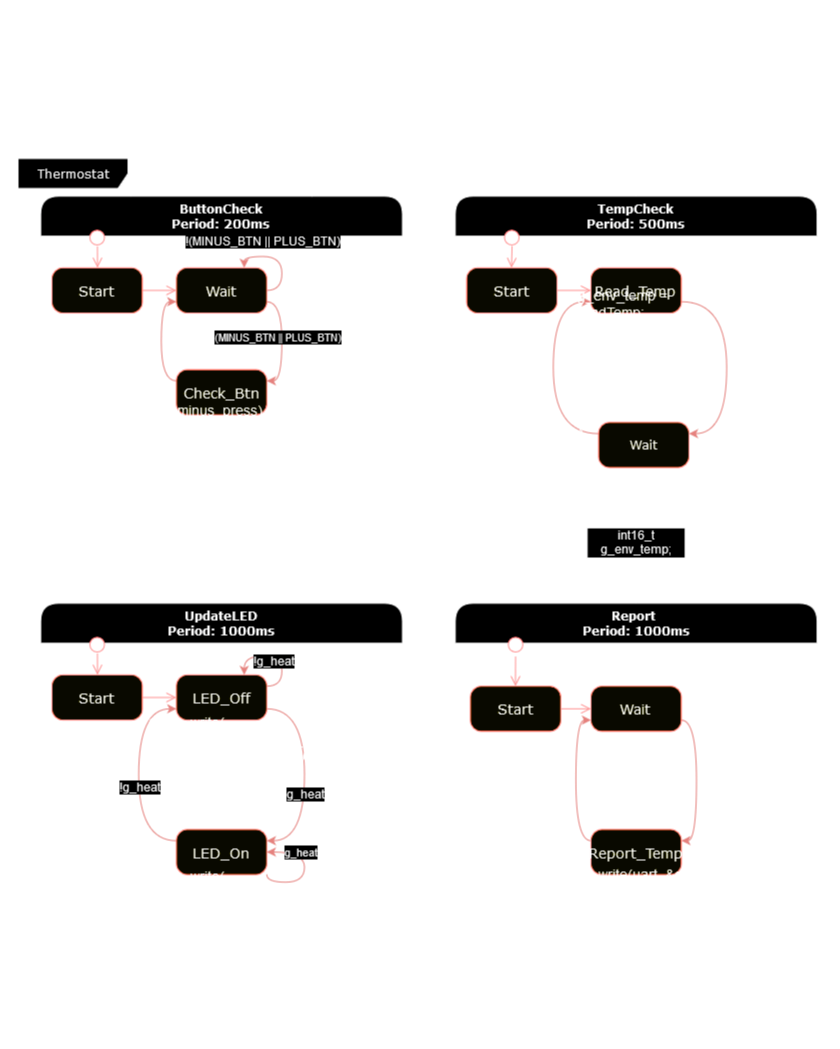 Thermostat
ButtonCheck
Period: 200ms
!(MINUS_BTN || PLUS_BTN)
Start
Wait
(MINUS_BTN || PLUS_BTN)
Check_Btn
minus_press)
TempCheck
Period: 500ms
Start
Read_Temp
_env_temp =
dTemp;
Wait
int16_t
g_env_temp;
UpdateLED
Period: 1000ms
!g_heat
Start
LED_Off
write(
!g_heat
g_heat
LED_On
g_heat
write(
Report
Period: 1000ms
Start
Wait
Report_Temp
write(uart, &